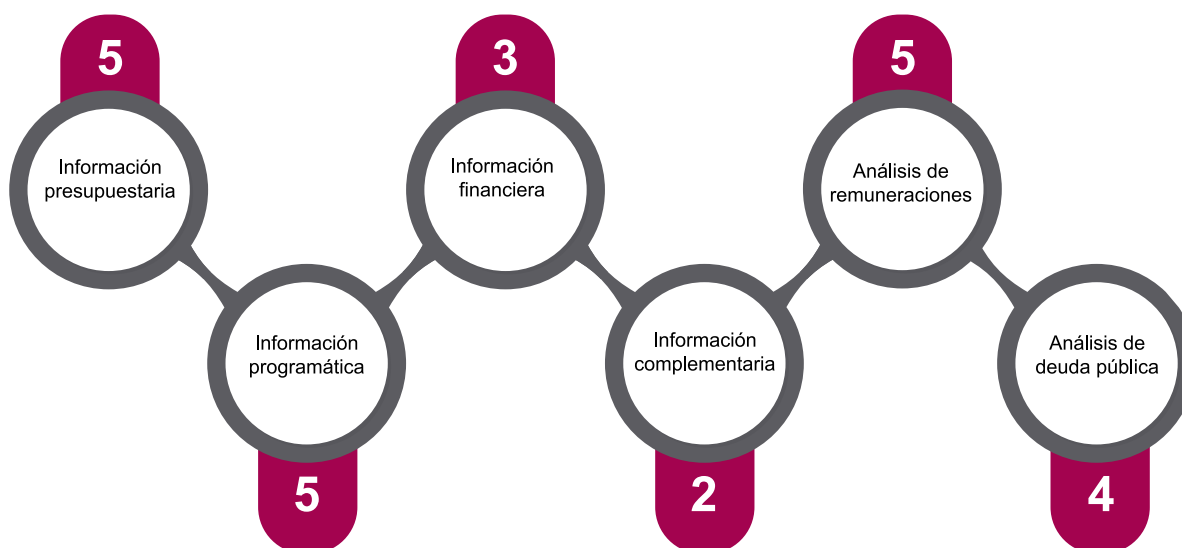 5
Información
presupuestaria
Información
programática
5
3
Información
financiera
Información
complementaria
2
5
Análisis de
remuneraciones
Análisis de
deuda pública
4